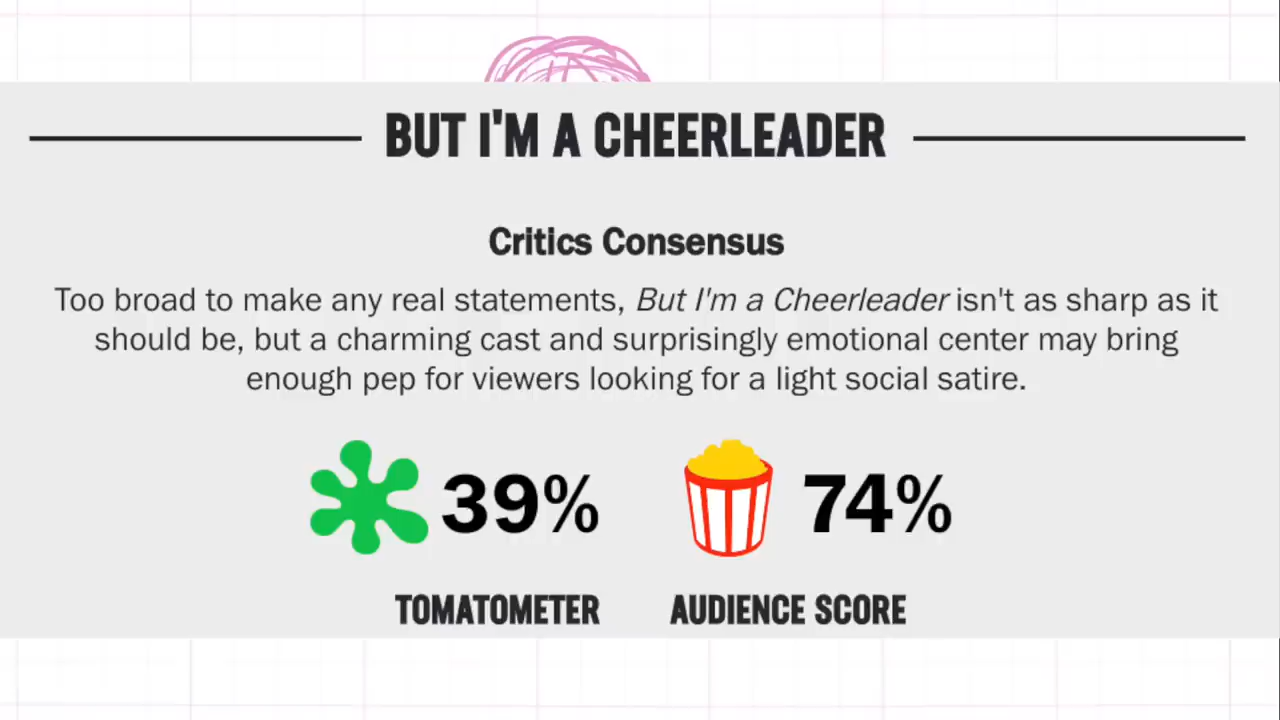 BUT I'M A CHEERLEADER
Critics Consensus
Too broad to make any real statements, But I'm a Cheerleader isn't as sharp as it
should be, but a charming cast and surprisingly emotional center may bring
enough pep for viewers looking for a light social satire.
39% 74%
TOMATOMETER AUDIENCE SCORE